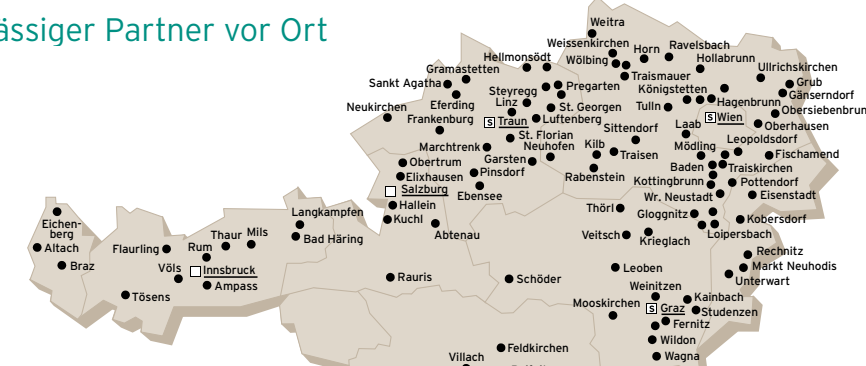 ässiger Partner vor Ort
Weitra
Weissenkirchen
Horn
Ravelsbach
Hellmonsödt
Wölbing
Hollabrunn
Gramastetten
Traismauer
Ullrichskirchen
Sankt Agatha
Pregarten
Königstetten
Grub
Steyregg
Gänserndorf
Neukirchen
Eferding
Linz
St. Georgen
Tulln
Hagenbrunn
Obersiebenbrun
Frankenburg
S Traun
Luftenberg
S Wien
Sittendorf
Laab
Oberhausen
St. Florian
Leopoldsdorf
Marchtrenk
Neuhofen
Kilb
Mödling
Obertrum
Garsten
Traisen
Fischamend
Elixhausen
Pinsdorf
Baden
Traiskirchen
Rabenstein
Kottingbrunn
Pottendorf
Salzburg
Ebensee
Wr. Neustadt
Eisenstadt
Hallein
Thörl
Langkampfen
Gloggnitz
Kuchl
Kobersdorf
Eichen-
berg
Abtenau
Veitsch
Krieglach
Loipersbach
Thaur
Mils
Bad Häring
Altach
Flaurling
Rum
Rechnitz
Braz
Völs
Innsbruck
Leoben
Markt Neuhodis
Rauris
Schöder
Unterwart
Ampass
Weinitzen
Tösens
Mooskirchen
Kainbach
S Graz
Studenzen
Fernitz
Wildon
Feldkirchen
Villach
Wagna